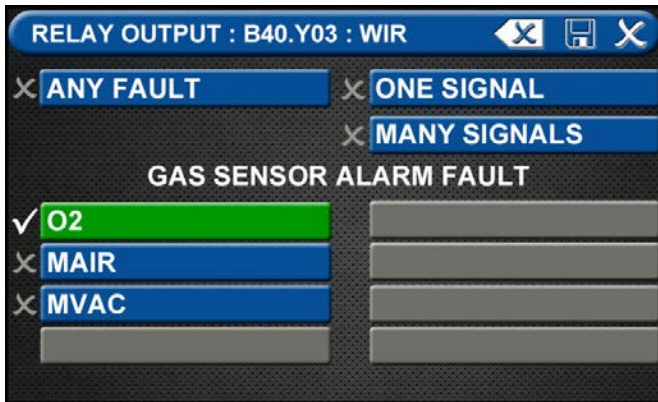 RELAY OUTPUT : B40.Y03 : WIR
ANY FAULT
ONE SIGNAL
MANY SIGNALS
GAS SENSOR ALARM FAULT
O2
MAIR
MVAC